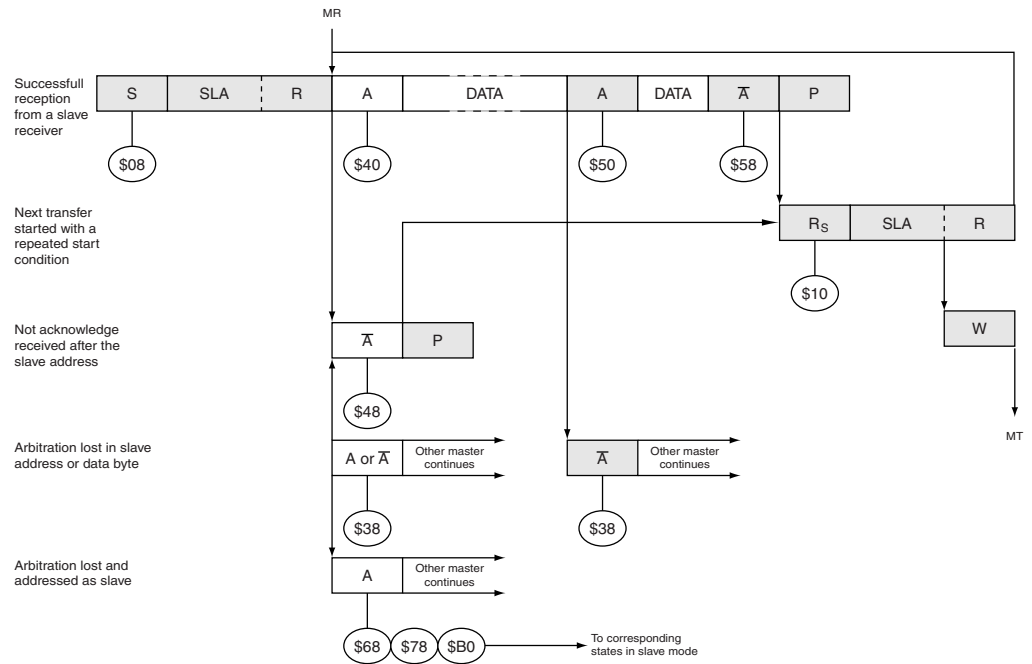 MR
Successfull
reception
from a slave
receiver
S SLA R A DATA A DATA A̅ P
$08 $40 $50 $58
Next transfer
started with a
repeated start
condition
RS SLA R
$10
Not acknowledge
received after the
slave address
A̅ P
W
$48
MT
Arbitration lost in slave
address or data byte
A or A̅
Other master
continues
A̅
Other master
continues
$38 $38
Arbitration lost and
addressed as slave
A
Other master
continues
$68 $78 $B0
To corresponding
states in slave mode